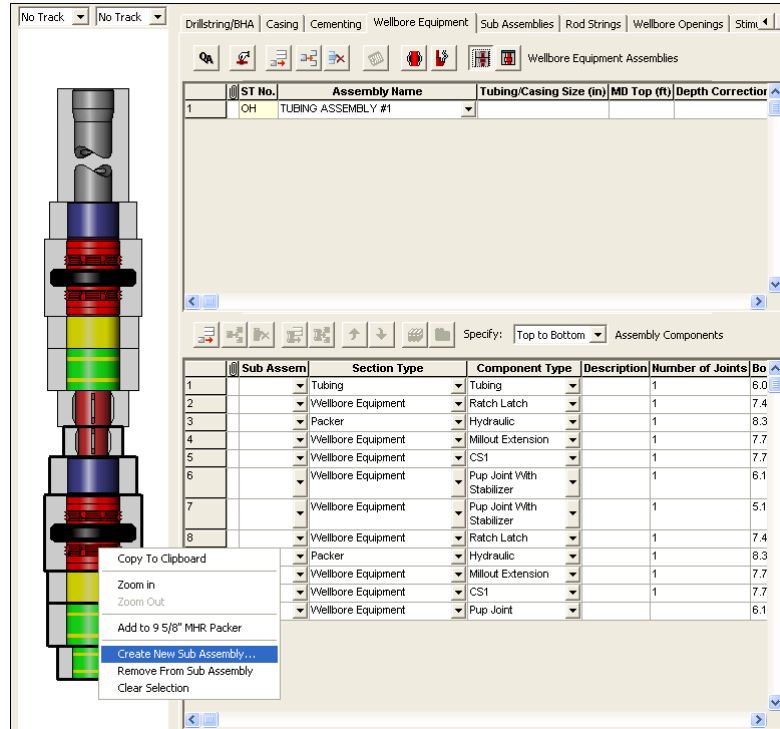 No Track No Track
Drillstring/BHA Casing Cementing Wellbore Equipment Sub Assemblies Rod Strings Wellbore Openings Stimu
QA Wellbore Equipment Assemblies
ST No. Assembly Name Tubing/Casing Size (in) MD Top (ft) Depth Correction
1 OH TUBING ASSEMBLY #1
Specify: Top to Bottom Assembly Components
Sub Assem Section Type Component Type Description Number of Joints Bo
1 Tubing Tubing 1 6.0
2 Wellbore Equipment Ratch Latch 1 7.4
3 Packer Hydraulic 1 8.3
4 Wellbore Equipment Millout Extension 1 7.7
5 Wellbore Equipment CS1 1 7.7
6 Wellbore Equipment Pup Joint With 1 6.1
Stabilizer
7 Wellbore Equipment Pup Joint With 1 5.1
Stabilizer
8 Wellbore Equipment Ratch Latch 1 7.4
Packer Hydraulic 1 8.3
Wellbore Equipment Millout Extension 1 7.7
Wellbore Equipment CS1 1 7.7
Wellbore Equipment Pup Joint 6.1
Copy To Clipboard
Zoom in
Zoom Out
Add to 9 5/8" MHR Packer
Create New Sub Assembly...
Remove From Sub Assembly
Clear Selection